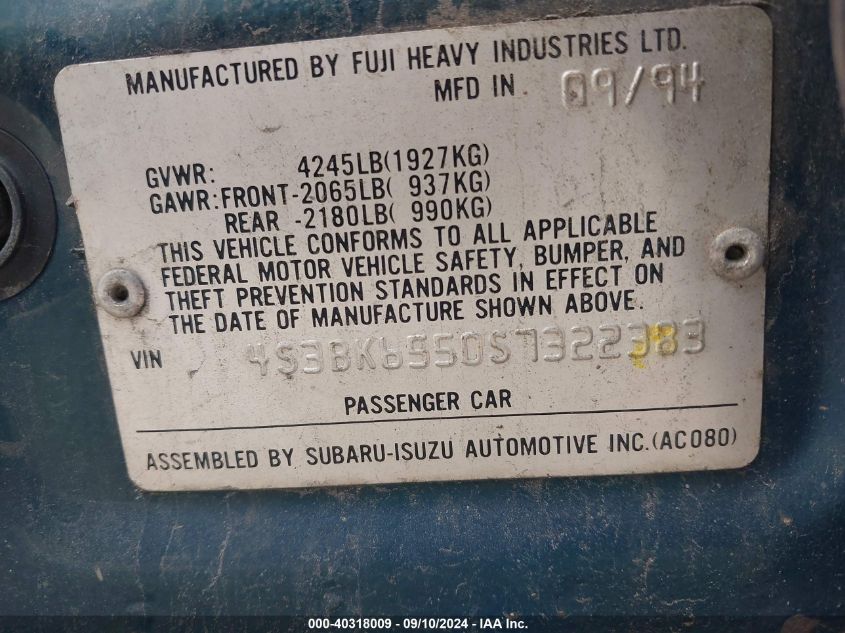 MANUFACTURED BY FUJI HEAVY INDUSTRIES LTD.
MFD IN 09/94
GVWR: 4245LB(1927KG)
GAWR:FRONT-2065LB( 937KG)
REAR -2180LB( 990KG)
THIS VEHICLE CONFORMS TO ALL APPLICABLE
FEDERAL MOTOR VEHICLE SAFETY, BUMPER, AND
THEFT PREVENTION STANDARDS IN EFFECT ON
THE DATE OF MANUFACTURE SHOWN ABOVE.
VIN 4S3BK6550S7322383
PASSENGER CAR
ASSEMBLED BY SUBARU-ISUZU AUTOMOTIVE INC.(AC080)
000-40318009 - 09/10/2024 - IAA Inc.